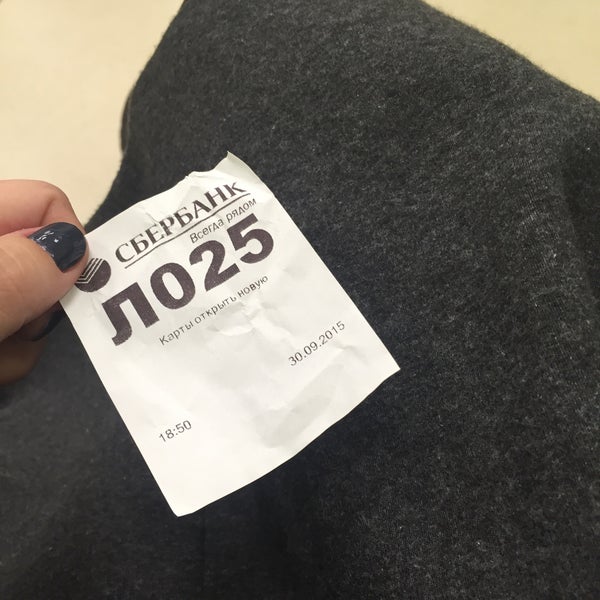 СБЕРБАНК
Всегда рядом
Л025
Карты открыть новую
30.09.2015
18:50